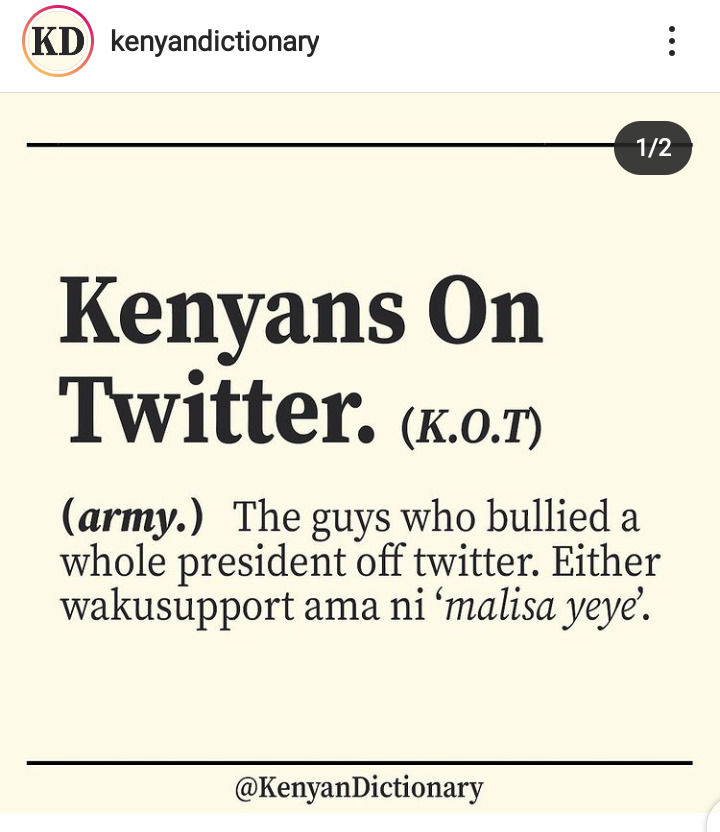 KD kenyandictionary
1/2
Kenyans On
Twitter. (K.O.T)
(army.) The guys who bullied a
whole president off twitter. Either
wakusupport ama ni ‘malisa yeye’.
@KenyanDictionary